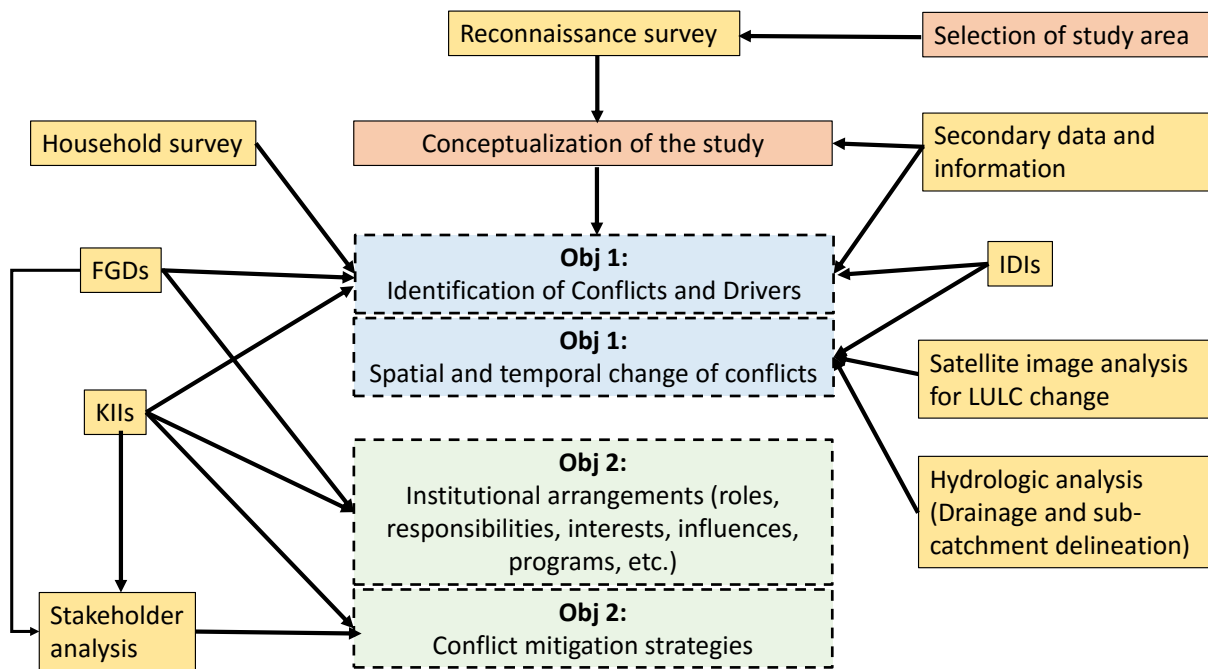 Reconnaissance survey
Selection of study area
Household survey
Conceptualization of the study
Secondary data and
information
FGDs
Obj 1:
Identification of Conflicts and Drivers
IDIs
Obj 1:
Spatial and temporal change of conflicts
Satellite image analysis
for LULC change
KIIs
Obj 2:
Institutional arrangements (roles,
responsibilities, interests, influences,
programs, etc.)
Hydrologic analysis
(Drainage and sub-
catchment delineation)
Stakeholder
analysis
Obj 2:
Conflict mitigation strategies